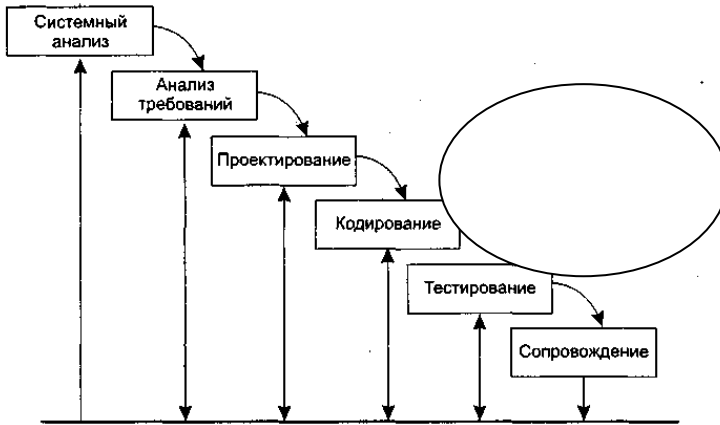 Системный
анализ
Анализ
требований
Проектирование
Кодирование
Тестирование
Сопровождение